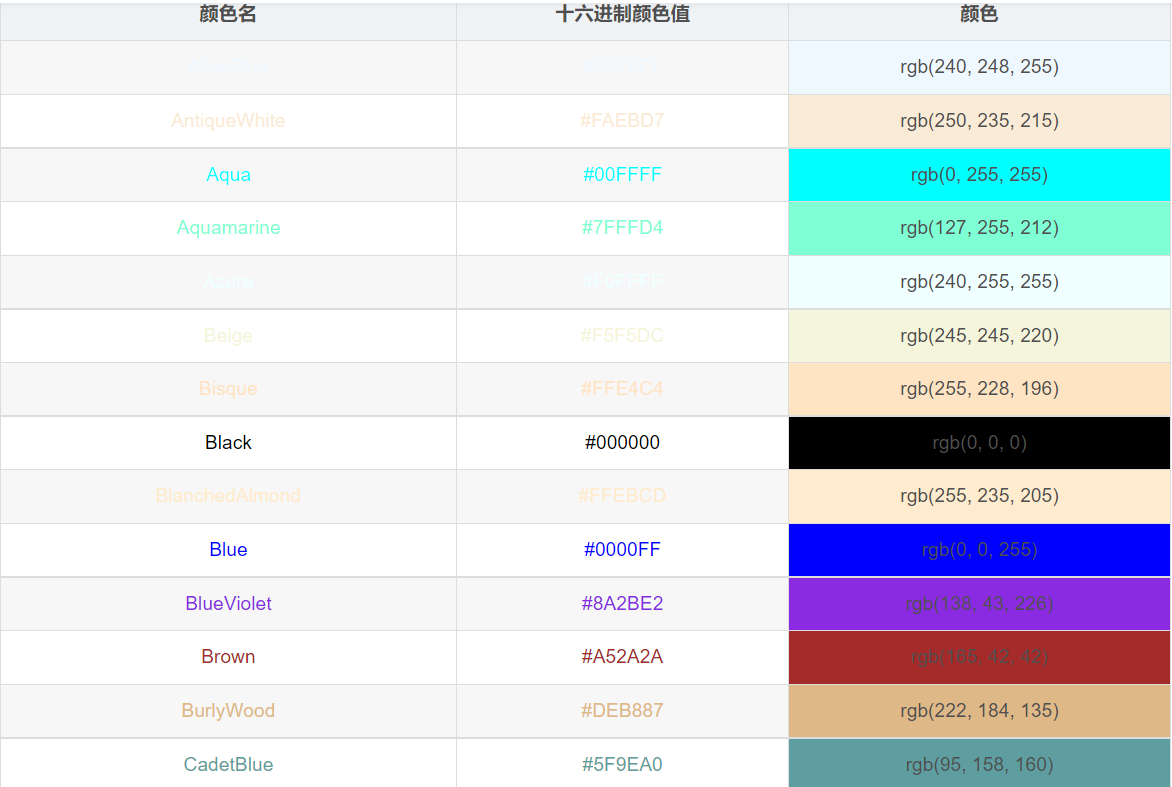 颜色名 十六进制颜色值 颜色
rgb(240, 248, 255)
AntiqueWhite #FAEBD7 rgb(250, 235, 215)
Aqua #00FFFF rgb(0, 255, 255)
Aquamarine #7FFFD4 rgb(127, 255, 212)
Azure #F0FFFF rgb(240, 255, 255)
Beige #F5F5DC rgb(245, 245, 220)
Bisque #FFE4C4 rgb(255, 228, 196)
Black #000000 rgb(0, 0, 0)
BlanchedAlmond #FFEBCD rgb(255, 235, 205)
Blue #0000FF rgb(0, 0, 255)
BlueViolet #8A2BE2 rgb(138, 43, 226)
Brown #A52A2A rgb(165, 42, 42)
BurlyWood #DEB887 rgb(222, 184, 135)
CadetBlue #5F9EA0 rgb(95, 158, 160)